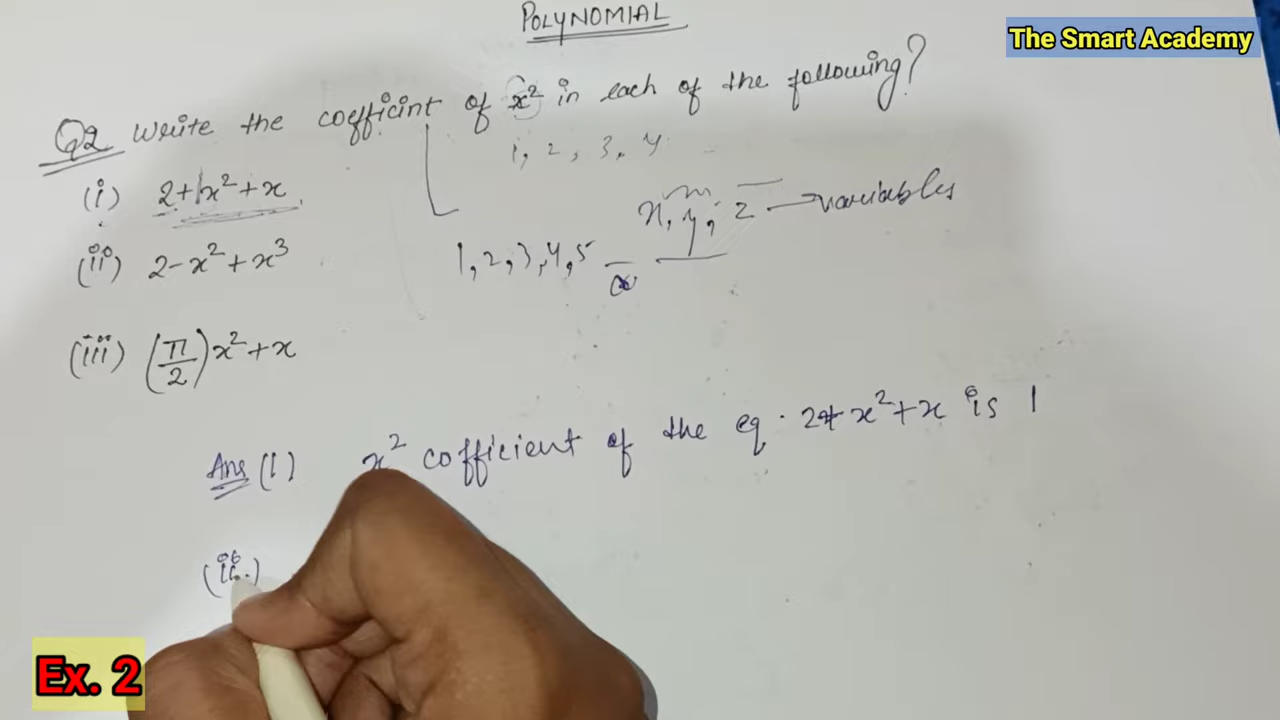 POLYNOMIAL
The Smart Academy
Q2 Write the cofficint of x² in each of the following?
1, 2, 3, 4
(i) 2+1x²+x
x, y, z — variables
(ii) 2-x²+x³
1, 2, 3, 4, 5
(iii) (π/2)x²+x
Ans (i) x² cofficient of the eq. 2+x²+x is 1
(ii)
Ex. 2